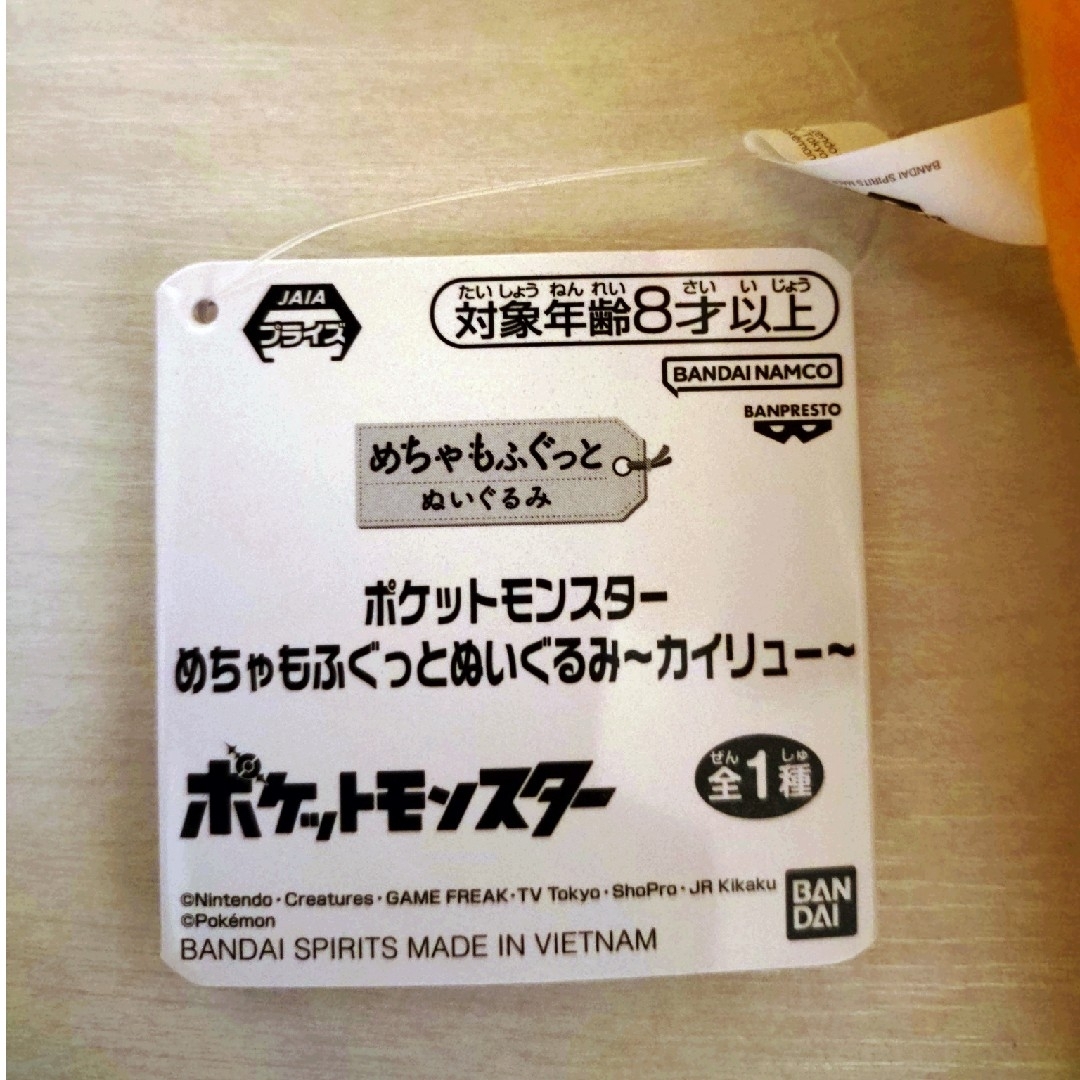 JAIA
プライズ
たいしょうねんれい さい いじょう
対象年齢8才以上
BANDAI NAMCO
BANPRESTO
めちゃもふぐっと
ぬいぐるみ
ポケットモンスター
めちゃもふぐっとぬいぐるみ~カイリュー~
ポケットモンスター
ぜん しゅ
全1種
©Nintendo・Creatures・GAME FREAK・TV Tokyo・ShoPro・JR Kikaku
©Pokémon
BANDAI SPIRITS MADE IN VIETNAM
BAN
DAI
BANDAI SPIRITS